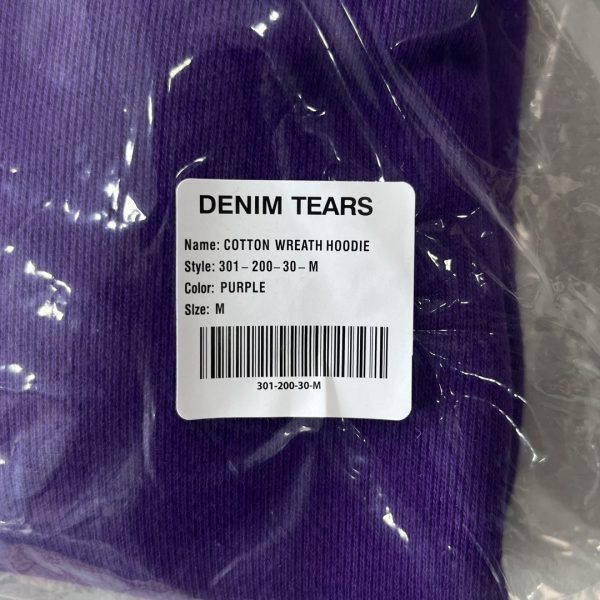 DENIM TEARS
Name: COTTON WREATH HOODIE
Style: 301-200-30-M
Color: PURPLE
SIze: M
301-200-30-M